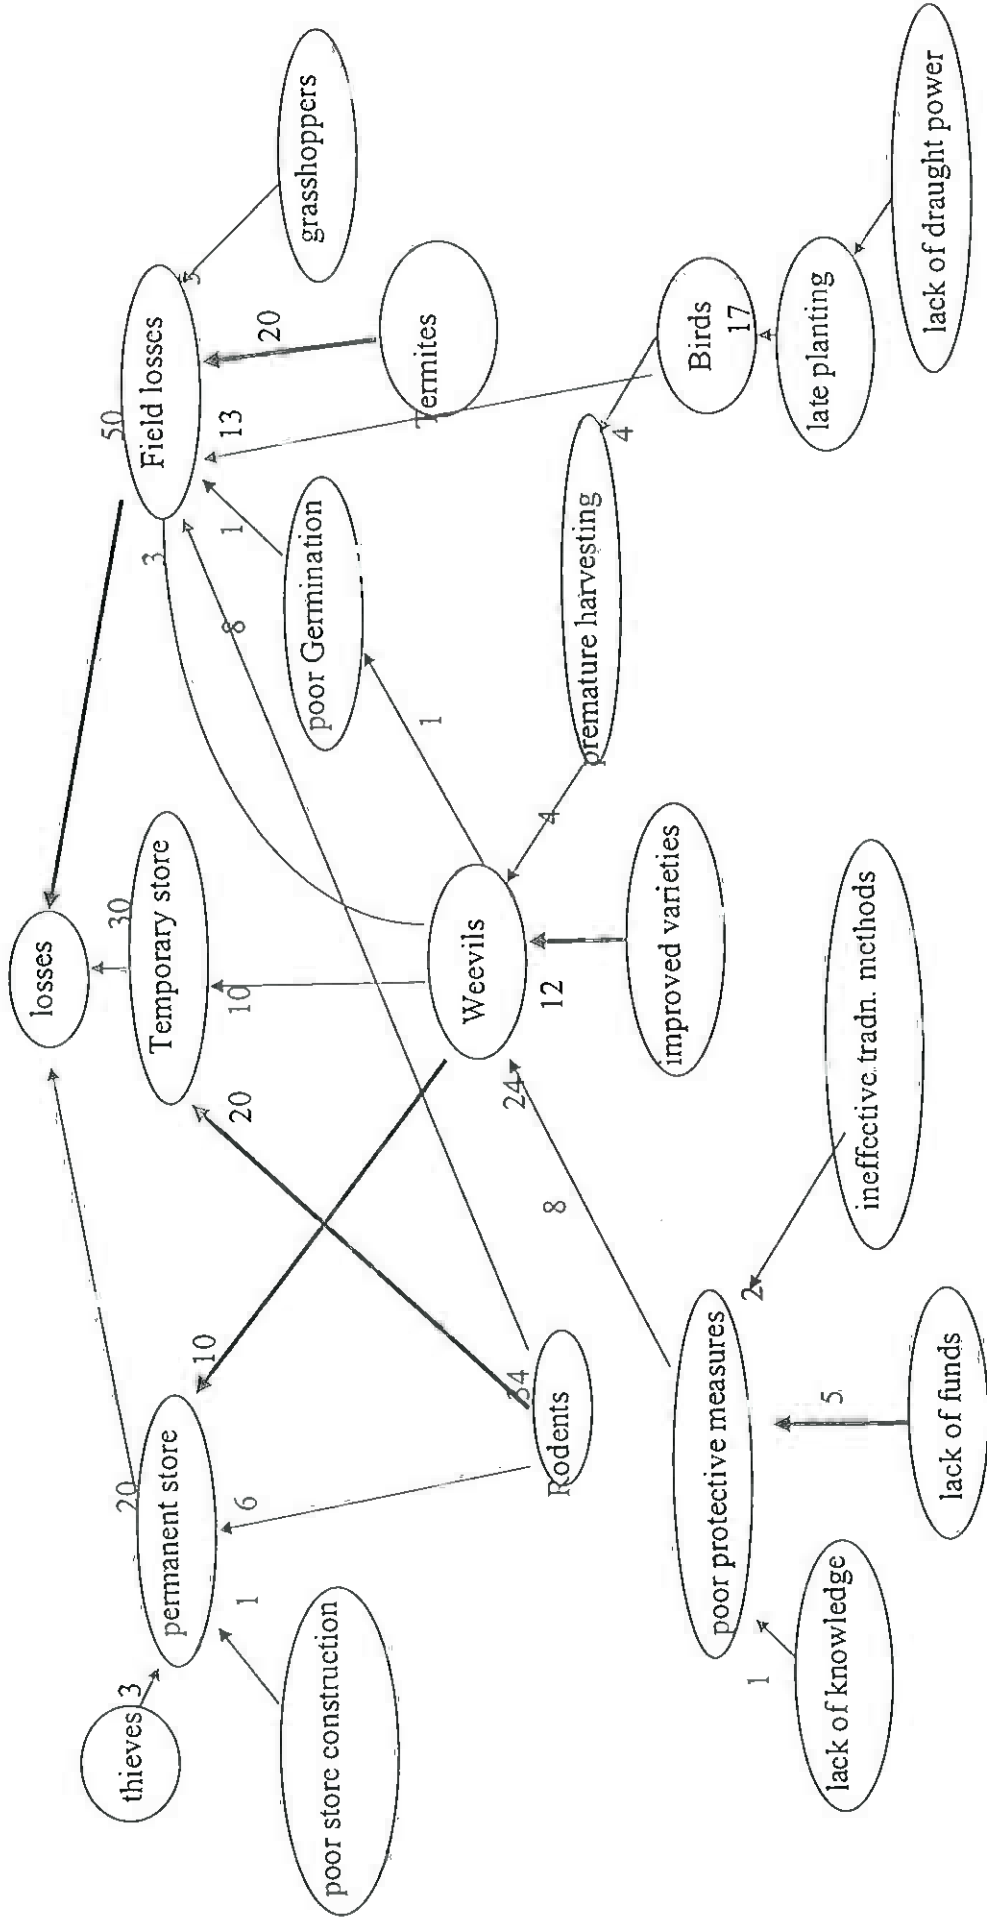 losses
thieves 3
20
permanent store
30
Temporary store
50
Field losses
5
grasshoppers
3
1
6
10
20
10
8
1
13
20
poor store construction
poor Germination
Termites
1
Rodents
34
24
Weevils
12
4
premature harvesting
4
Birds
17
8
poor protective measures
2
improved varieties
late planting
1
5
lack of knowledge
lack of funds
ineffective tradn. methods
lack of draught power